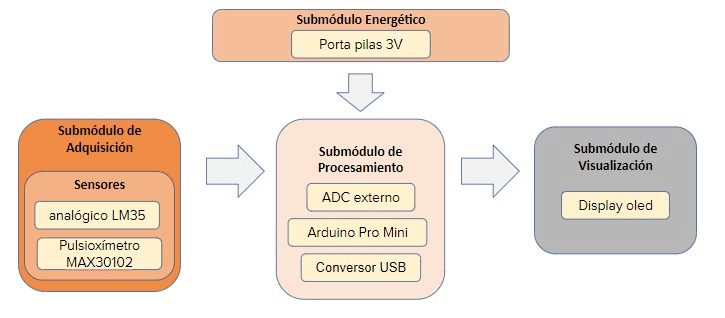 Submódulo Energético
Porta pilas 3V
Submódulo de
Adquisición
Sensores
analógico LM35
Pulsioxímetro
MAX30102
Submódulo de
Procesamiento
ADC externo
Arduino Pro Mini
Conversor USB
Submódulo de
Visualización
Display oled